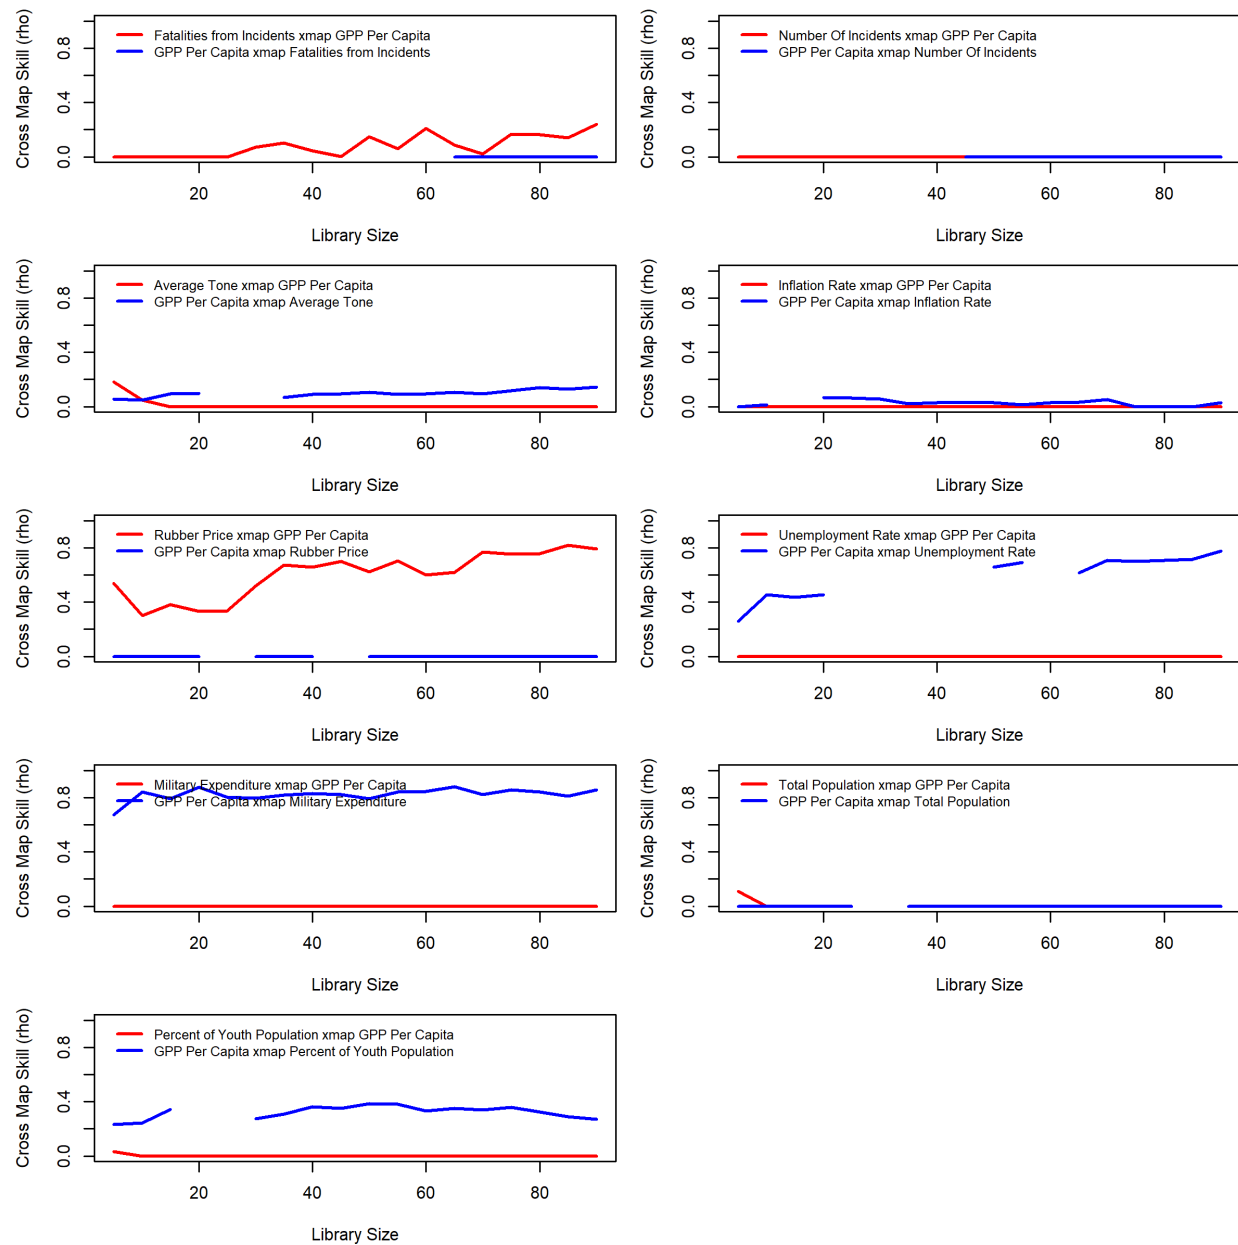 Cross Map Skill (rho)
0.0 0.4 0.8
Fatalities from Incidents xmap GPP Per Capita
GPP Per Capita xmap Fatalities from Incidents
20 40 60 80
Library Size
Cross Map Skill (rho)
0.0 0.4 0.8
Number Of Incidents xmap GPP Per Capita
GPP Per Capita xmap Number Of Incidents
20 40 60 80
Library Size
Cross Map Skill (rho)
0.0 0.4 0.8
Average Tone xmap GPP Per Capita
GPP Per Capita xmap Average Tone
20 40 60 80
Library Size
Cross Map Skill (rho)
0.0 0.4 0.8
Inflation Rate xmap GPP Per Capita
GPP Per Capita xmap Inflation Rate
20 40 60 80
Library Size
Cross Map Skill (rho)
0.0 0.4 0.8
Rubber Price xmap GPP Per Capita
GPP Per Capita xmap Rubber Price
20 40 60 80
Library Size
Cross Map Skill (rho)
0.0 0.4 0.8
Unemployment Rate xmap GPP Per Capita
GPP Per Capita xmap Unemployment Rate
20 40 60 80
Library Size
Cross Map Skill (rho)
0.0 0.4 0.8
Military Expenditure xmap GPP Per Capita
GPP Per Capita xmap Military Expenditure
20 40 60 80
Library Size
Cross Map Skill (rho)
0.0 0.4 0.8
Total Population xmap GPP Per Capita
GPP Per Capita xmap Total Population
20 40 60 80
Library Size
Cross Map Skill (rho)
0.0 0.4 0.8
Percent of Youth Population xmap GPP Per Capita
GPP Per Capita xmap Percent of Youth Population
20 40 60 80
Library Size